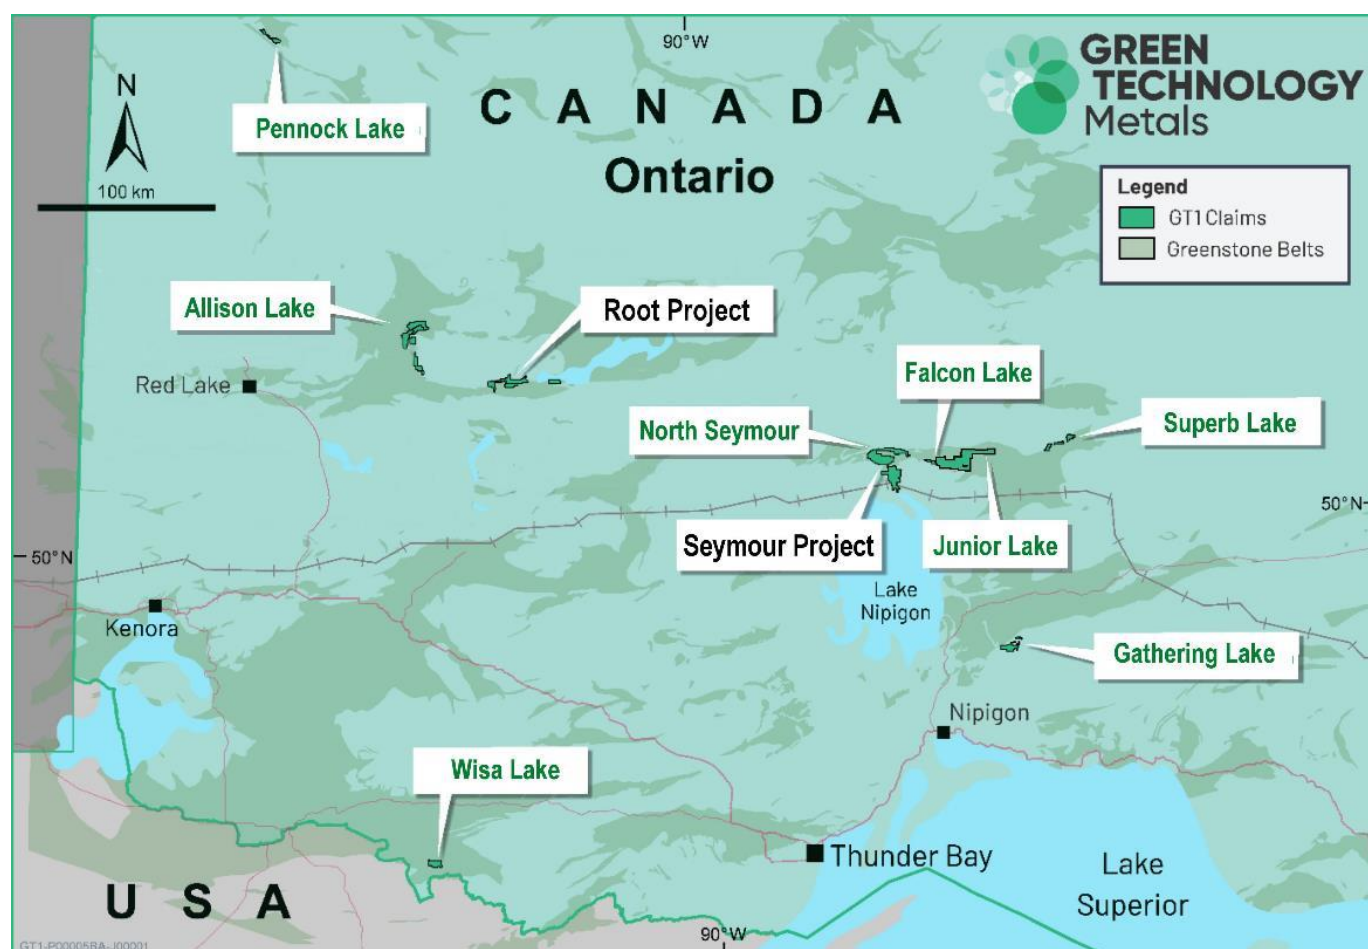 90°W
GREEN
TECHNOLOGY
Metals
N
100 km
Pennock Lake
CANADA
Ontario
Legend
GT1 Claims
Greenstone Belts
Allison Lake
Root Project
Red Lake
Falcon Lake
North Seymour
Superb Lake
50°N
Seymour Project
Junior Lake
50°N
Lake
Nipigon
Kenora
Gathering Lake
Nipigon
Wisa Lake
Thunder Bay
Lake
Superior
USA
90°W